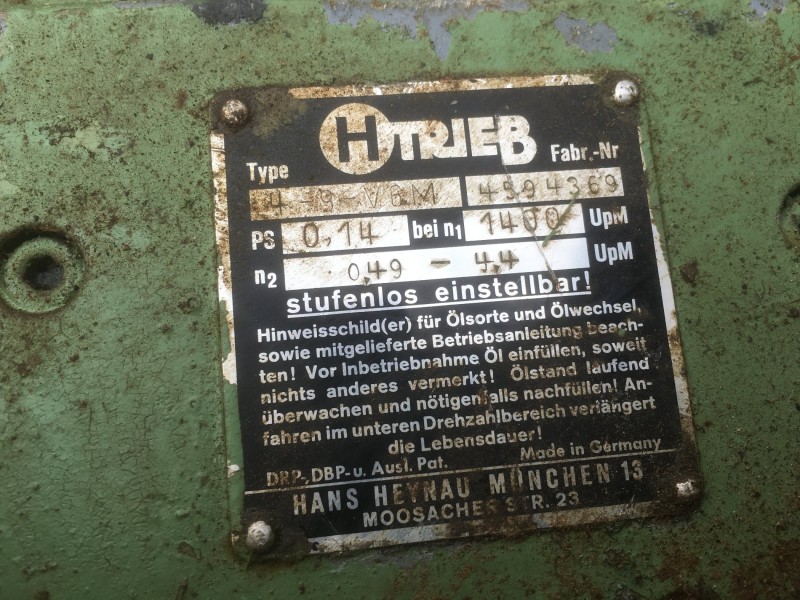 H TRIEB
Type Fabr.-Nr
4-9-VBM 4594369
PS 0,14 bei n1 1400 UpM
n2 0,49 - 4,4 UpM
stufenlos einstellbar!
Hinweisschild(er) für Ölsorte und Ölwechsel,
sowie mitgelieferte Betriebsanleitung beach-
ten! Vor Inbetriebnahme Öl einfüllen, soweit
nichts anderes vermerkt! Ölstand laufend
überwachen und nötigenfalls nachfüllen! An-
fahren im unteren Drehzahlbereich verlängert
die Lebensdauer!
DRP-, DBP- u. Ausl. Pat. Made in Germany
HANS HEYNAU MÜNCHEN 13
MOOSACHER STR. 23